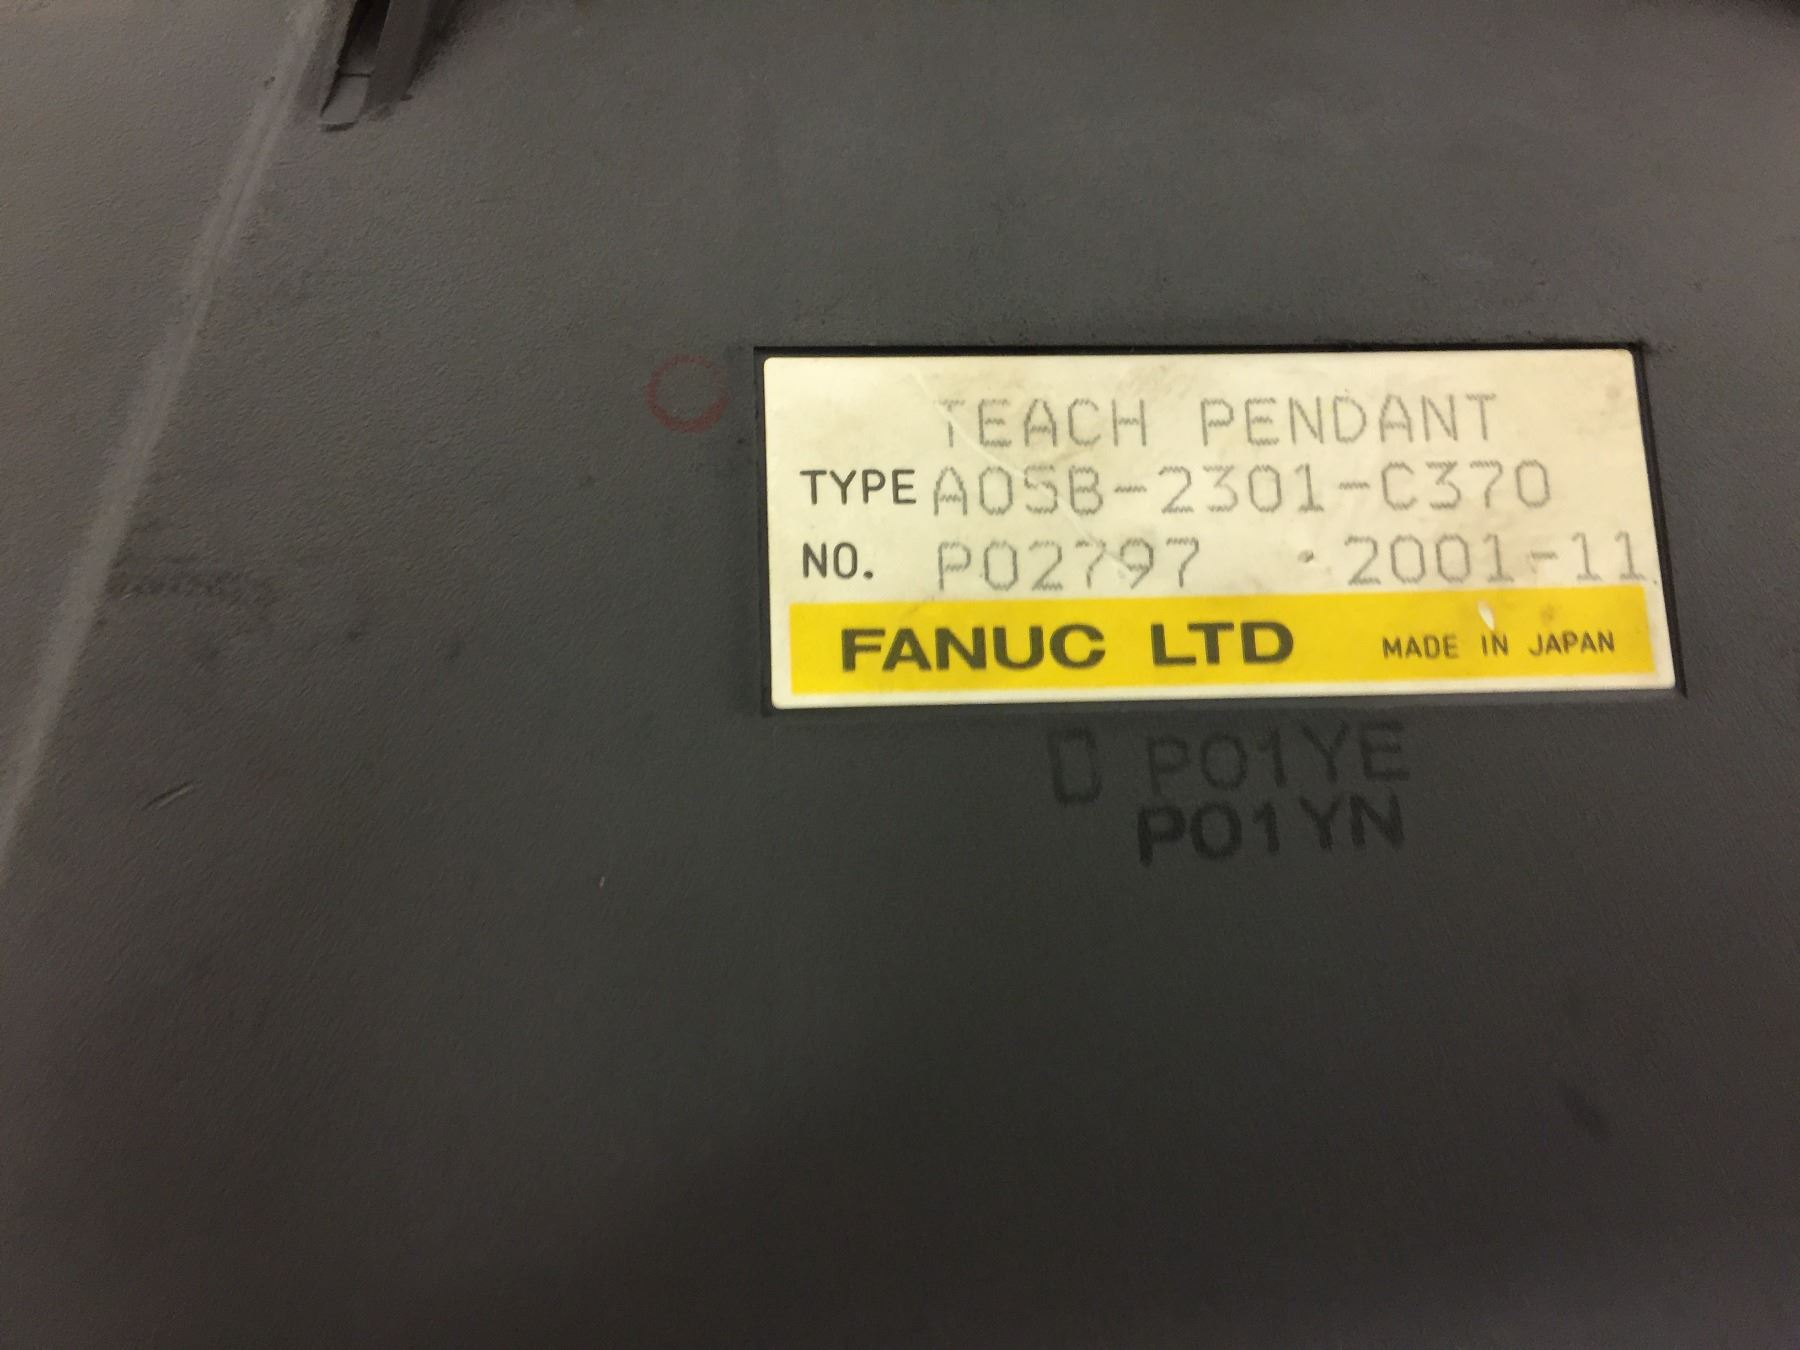 TEACH PENDANT
TYPE A05B-2301-C370
NO. P02797 2001-11
FANUC LTD MADE IN JAPAN
P01YE
P01YN